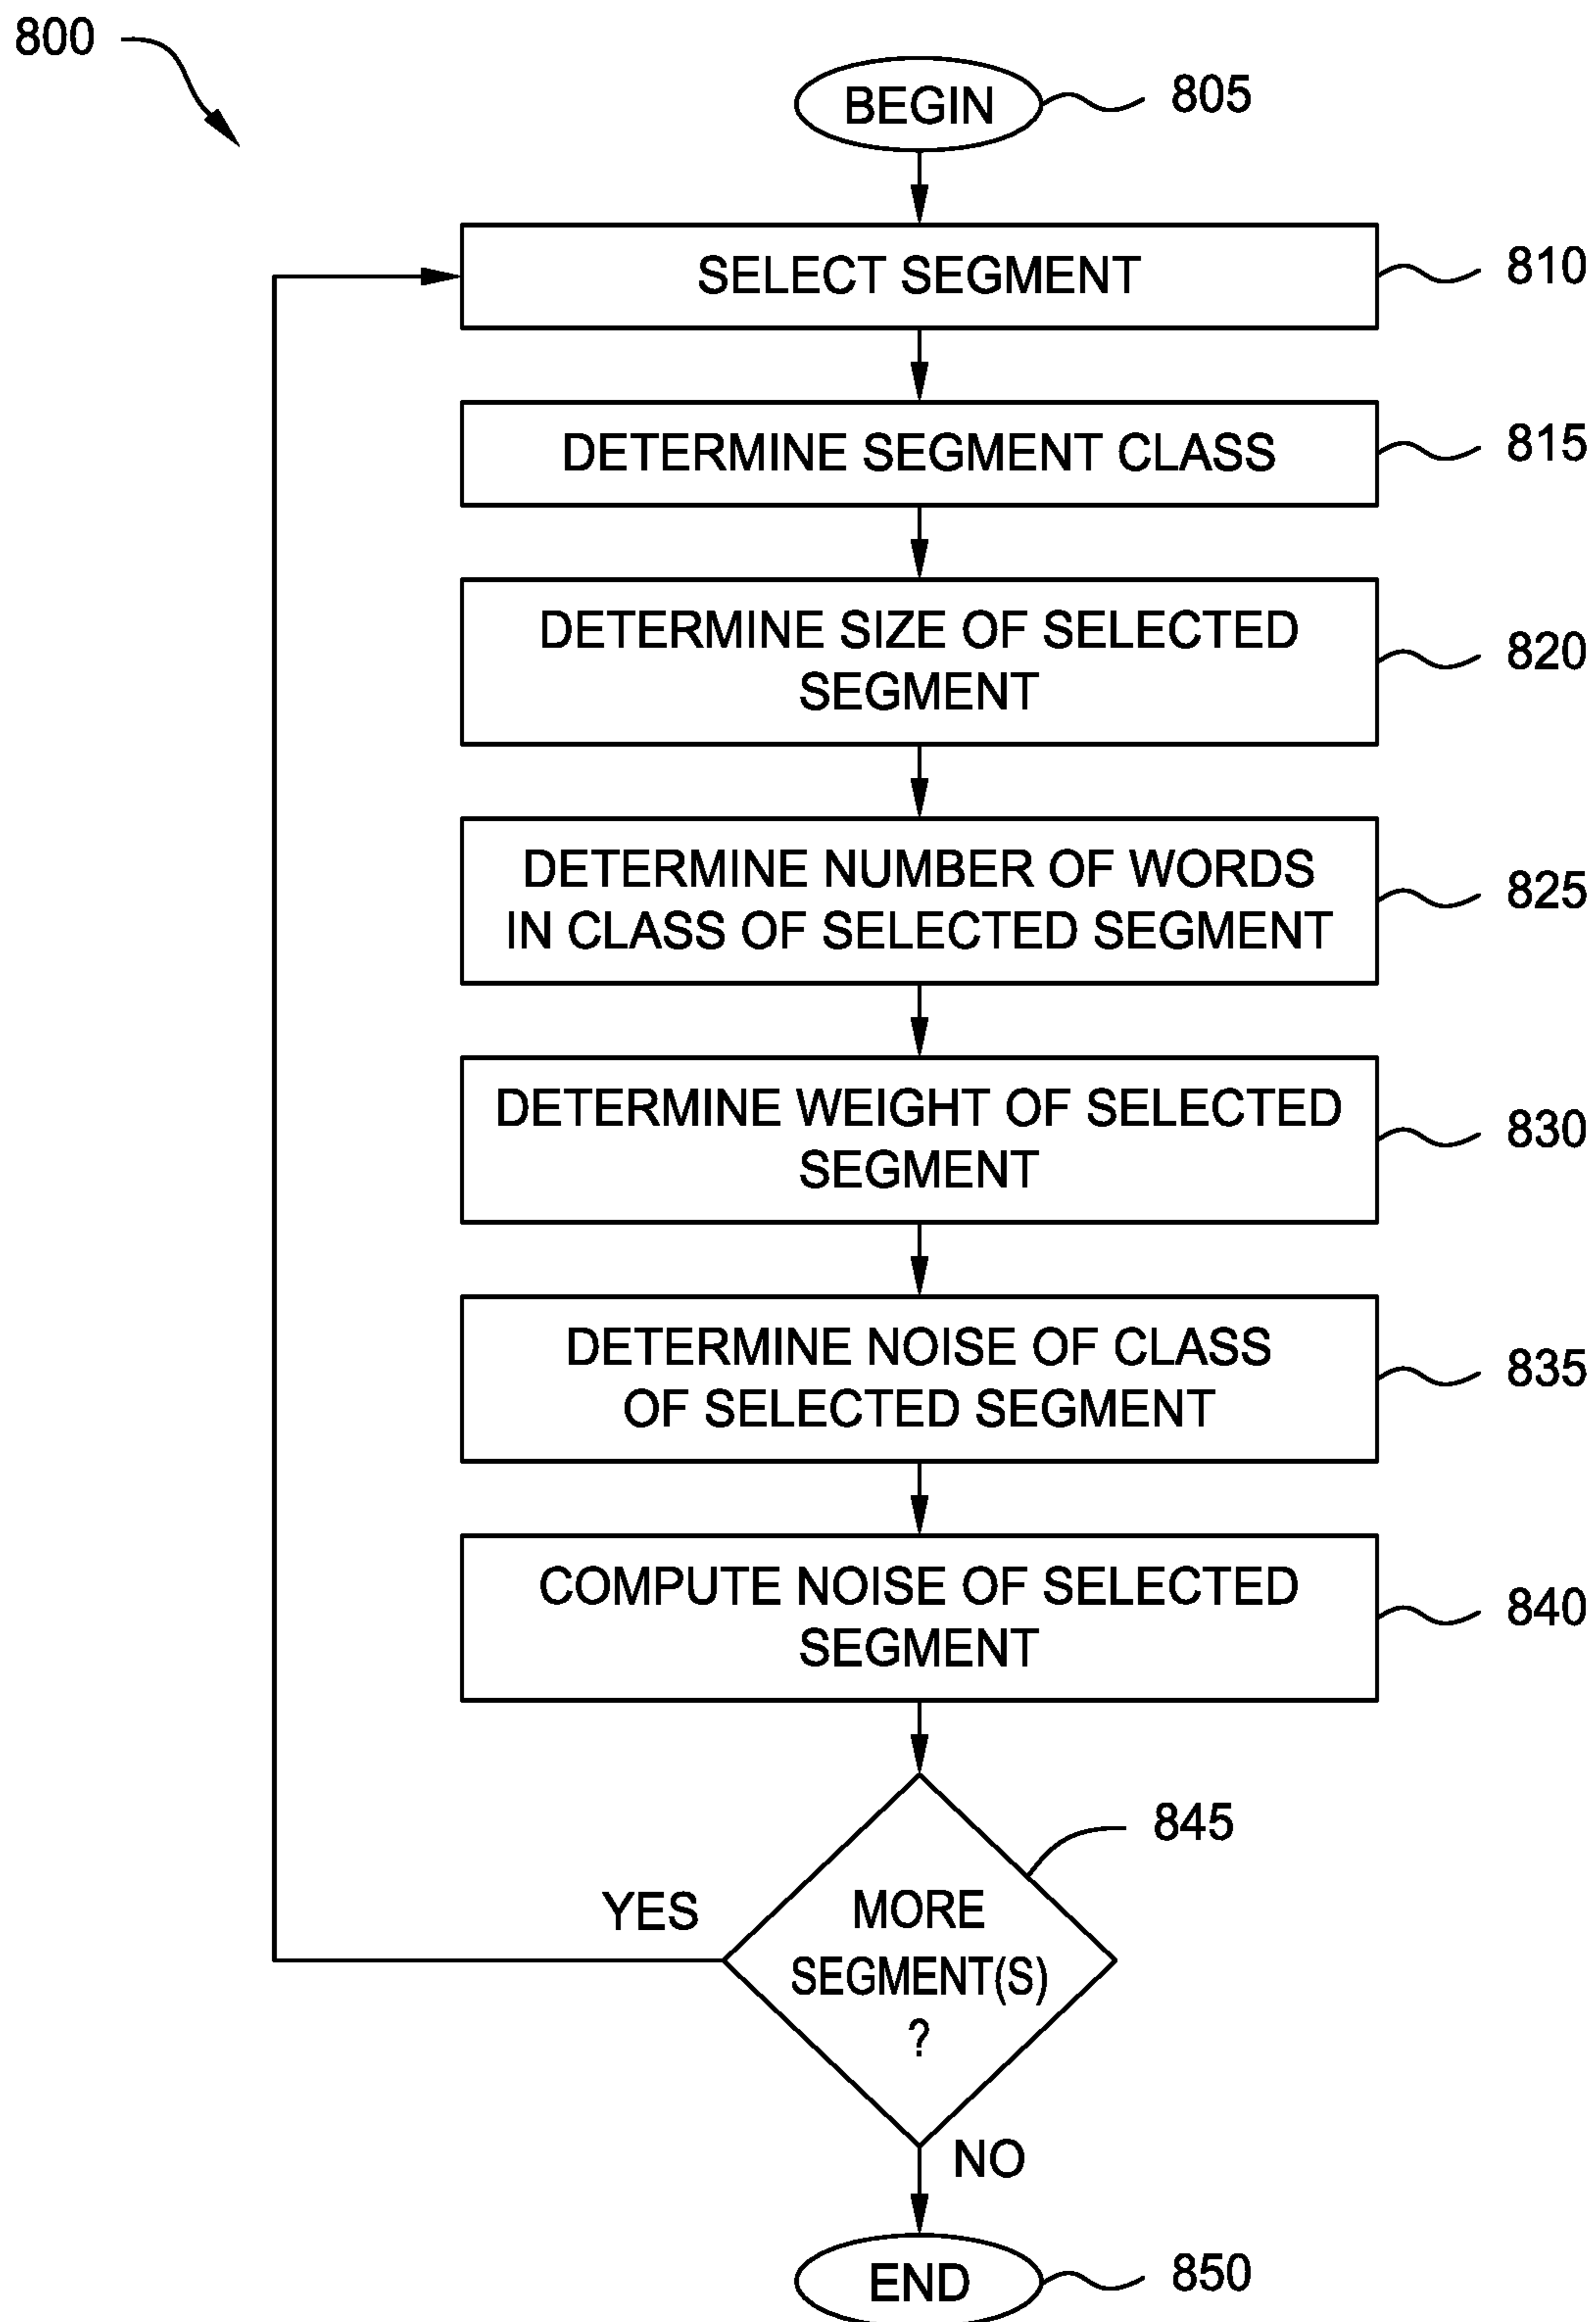 800
BEGIN
805
SELECT SEGMENT
810
DETERMINE SEGMENT CLASS
815
DETERMINE SIZE OF SELECTED
SEGMENT
820
DETERMINE NUMBER OF WORDS
IN CLASS OF SELECTED SEGMENT
825
DETERMINE WEIGHT OF SELECTED
SEGMENT
830
DETERMINE NOISE OF CLASS
OF SELECTED SEGMENT
835
COMPUTE NOISE OF SELECTED
SEGMENT
840
845
YES
MORE
SEGMENT(S)
?
NO
END
850